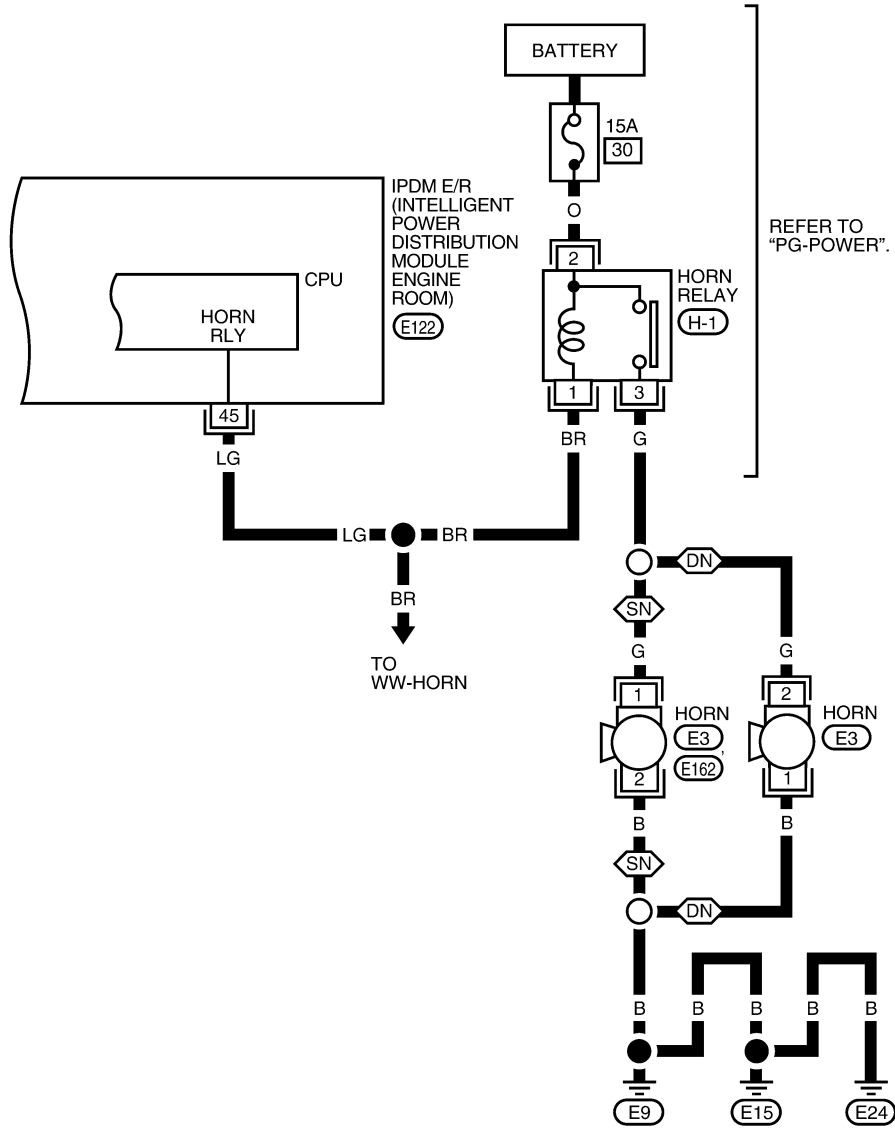 BATTERY
15A
30
IPDM E/R
(INTELLIGENT
POWER
DISTRIBUTION
MODULE
ENGINE
ROOM)
E122
CPU
HORN
RLY
45
LG
O
2
HORN
RELAY
H-1
1
3
BR
G
REFER TO
“PG-POWER”.
LG
BR
BR
TO
WW-HORN
DN
SN
G
G
1
2
HORN
E3
,
E162
HORN
E3
2
1
B
B
SN
DN
B
B
B
B
B
E9
E15
E24